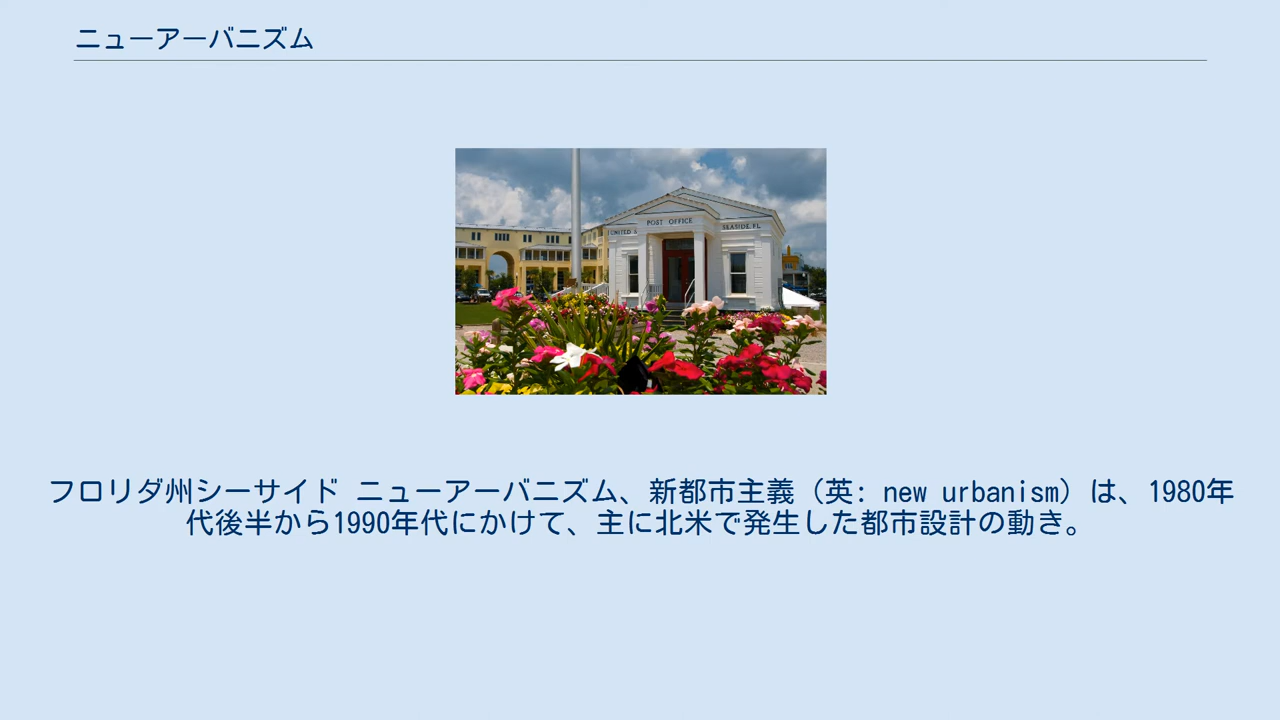 ニューアーバニズム
POST OFFICE
UNITED
SEASIDE, FL
フロリダ州シーサイド ニューアーバニズム、新都市主義（英: new urbanism）は、1980年
代後半から1990年代にかけて、主に北米で発生した都市設計の動き。